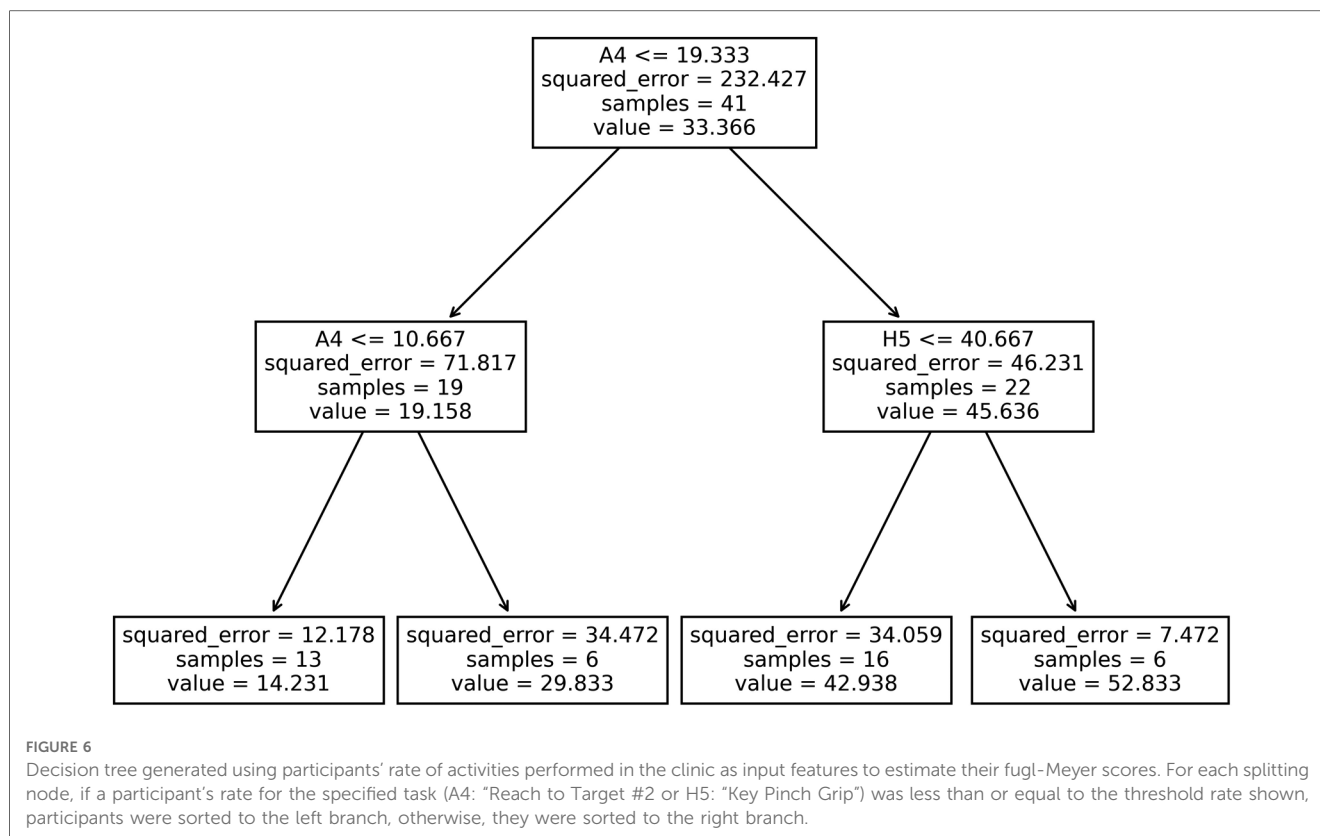 A4 <= 19.333
squared_error = 232.427
samples = 41
value = 33.366
A4 <= 10.667
squared_error = 71.817
samples = 19
value = 19.158
H5 <= 40.667
squared_error = 46.231
samples = 22
value = 45.636
squared_error = 12.178
samples = 13
value = 14.231
squared_error = 34.472
samples = 6
value = 29.833
squared_error = 34.059
samples = 16
value = 42.938
squared_error = 7.472
samples = 6
value = 52.833
FIGURE 6
Decision tree generated using participants’ rate of activities performed in the clinic as input features to estimate their fugl-Meyer scores. For each splitting
node, if a participant’s rate for the specified task (A4: “Reach to Target #2 or H5: “Key Pinch Grip”) was less than or equal to the threshold rate shown,
participants were sorted to the left branch, otherwise, they were sorted to the right branch.